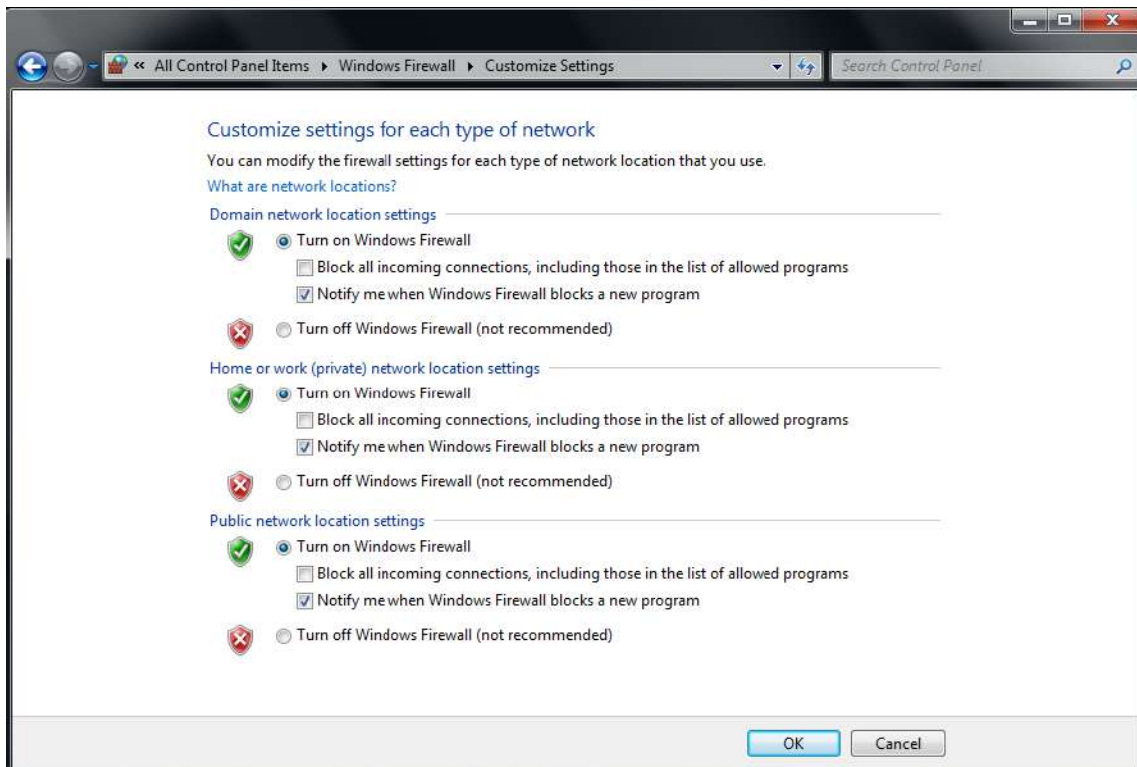 « All Control Panel Items ▸ Windows Firewall ▸ Customize Settings
Search Control Panel
Customize settings for each type of network
You can modify the firewall settings for each type of network location that you use.
What are network locations?
Domain network location settings
Turn on Windows Firewall
Block all incoming connections, including those in the list of allowed programs
Notify me when Windows Firewall blocks a new program
Turn off Windows Firewall (not recommended)
Home or work (private) network location settings
Turn on Windows Firewall
Block all incoming connections, including those in the list of allowed programs
Notify me when Windows Firewall blocks a new program
Turn off Windows Firewall (not recommended)
Public network location settings
Turn on Windows Firewall
Block all incoming connections, including those in the list of allowed programs
Notify me when Windows Firewall blocks a new program
Turn off Windows Firewall (not recommended)
OK
Cancel